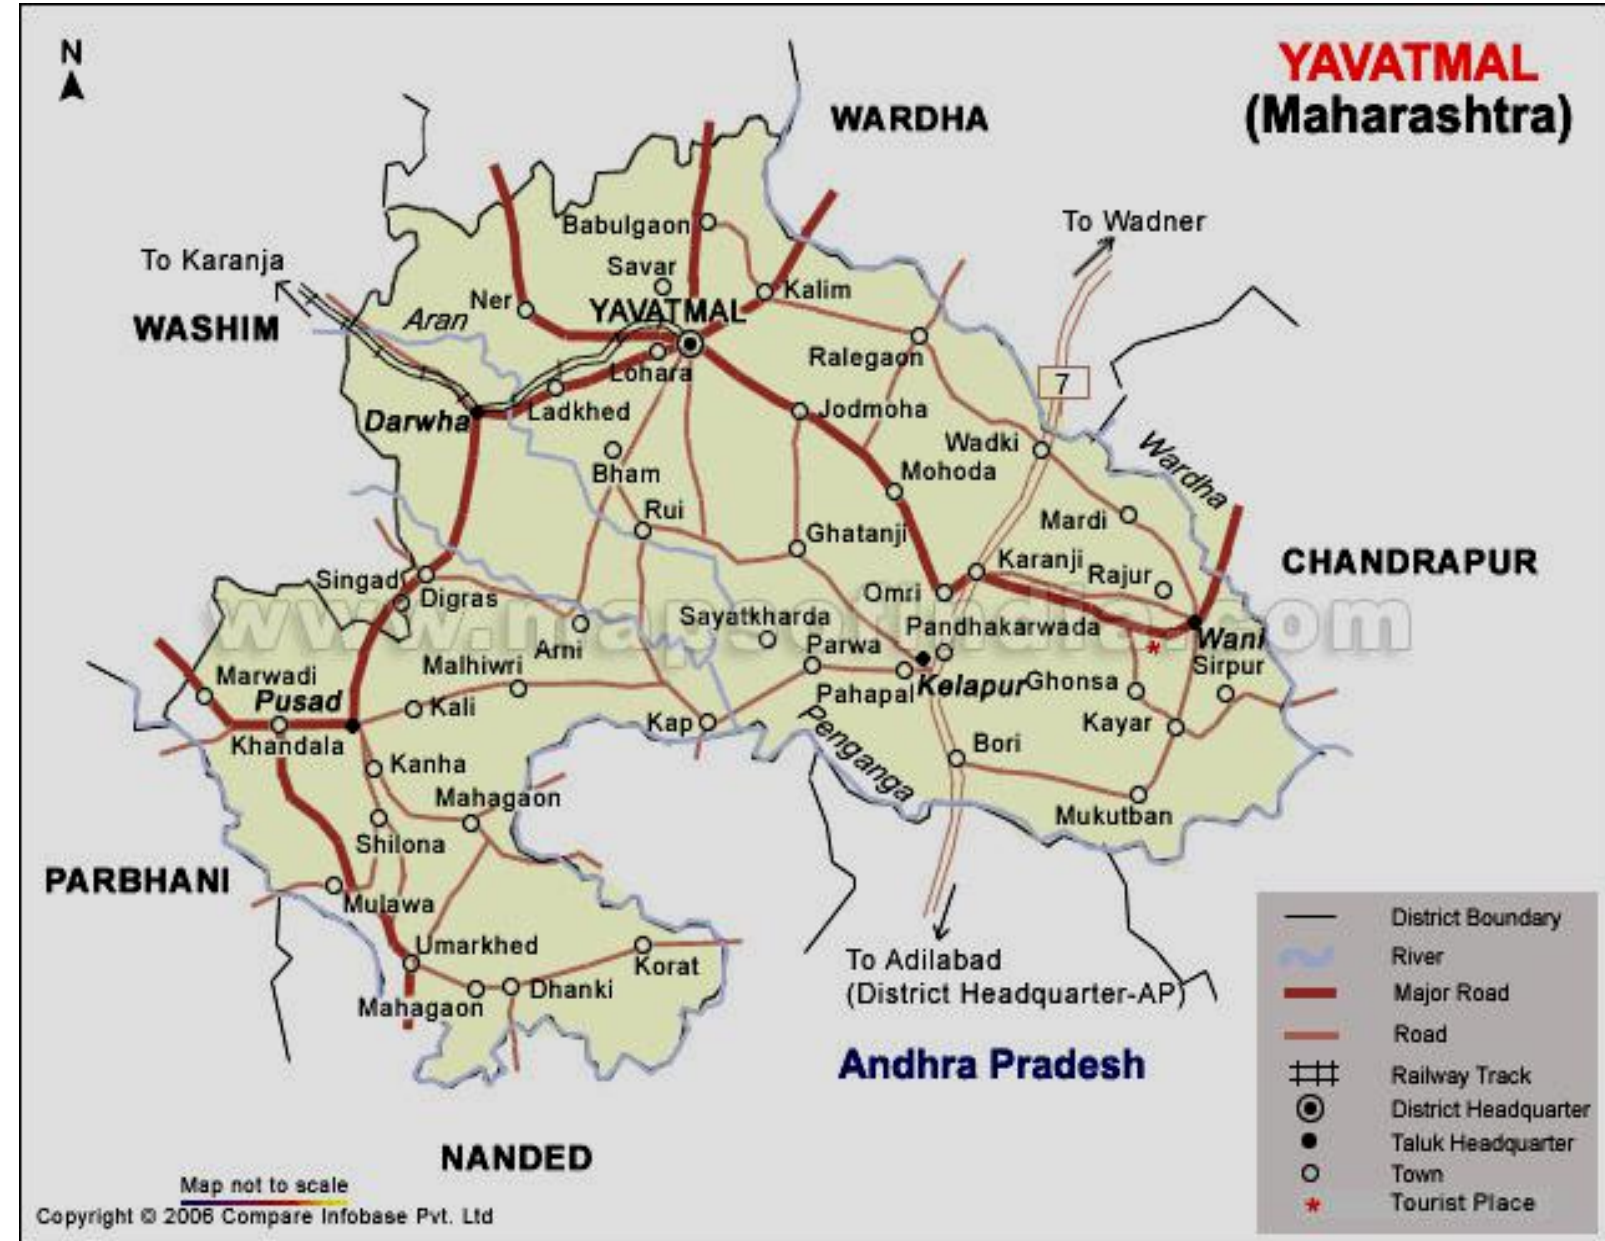 N
YAVATMAL
(Maharashtra)
WARDHA
To Wadner
Babulgaon
To Karanja
Savar
Kalim
Ner
YAVATMAL
WASHIM
Aran
Ralegaon
Lohara
7
Darwha
Ladkhed
Jodmoha
Wadki
Wardha
Bham
Mohoda
Rui
Mardi
Ghatanji
Karanji
CHANDRAPUR
Singad
Rajur
Digras
Omri
www.mapsofindia.com
Sayatkharda
Pandhakarwada
Arni
Parwa
Wani
Malhiwri
Sirpur
Marwadi
Pahapal
Kelapur
Ghonsa
Pusad
Kali
Kap
Penganga
Kayar
Khandala
Bori
Kanha
Mahagaon
Mukutban
Shilona
PARBHANI
Mulawa
Umarkhed
Korat
Mahagaon
Dhanki
To Adilabad
(District Headquarter-AP)
Andhra Pradesh
NANDED
District Boundary
River
Major Road
Road
Railway Track
District Headquarter
Taluk Headquarter
Town
Tourist Place
Map not to scale
Copyright © 2006 Compare Infobase Pvt. Ltd